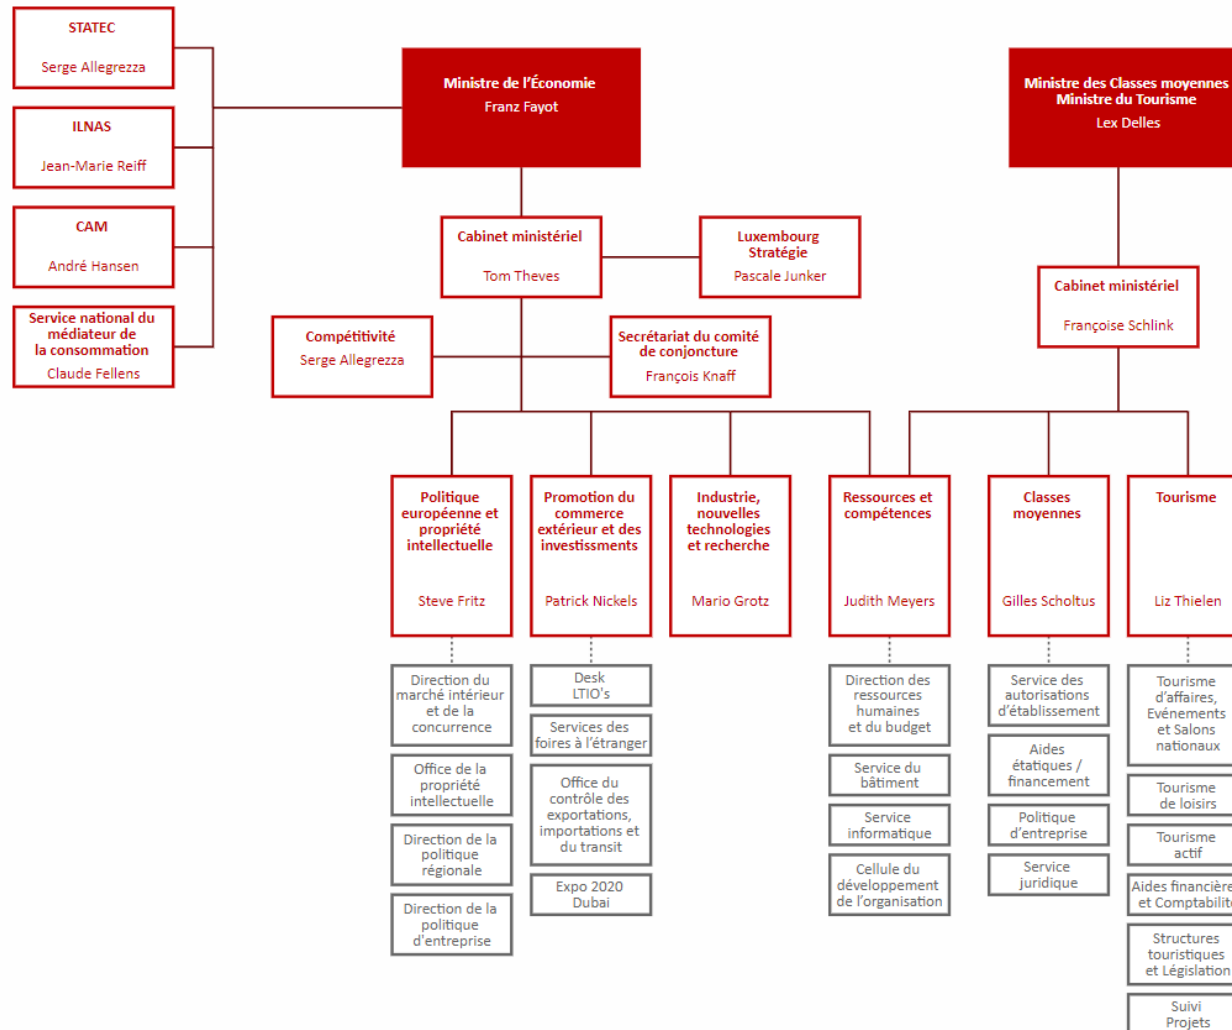 STATEC
Serge Allegrezza
ILNAS
Jean-Marie Reiff
CAM
André Hansen
Service national du
médiateur de
la consommation
Claude Fellens
Ministre de l'Économie
Franz Fayot
Ministre des Classes moyennes
Ministre du Tourisme
Lex Delles
Cabinet ministériel
Tom Theves
Luxembourg
Stratégie
Pascale Junker
Cabinet ministériel
Françoise Schlink
Compétitivité
Serge Allegrezza
Secrétariat du comité
de conjoncture
François Knaff
Politique
européenne et
propriété
intellectuelle
Steve Fritz
Promotion du
commerce
extérieur et des
investissments
Patrick Nickels
Industrie,
nouvelles
technologies
et recherche
Mario Grotz
Ressources et
compétences
Judith Meyers
Classes
moyennes
Gilles Scholtus
Tourisme
Liz Thielen
Direction du
marché intérieur
et de la
concurrence
Office de la
propriété
intellectuelle
Direction de la
politique
régionale
Direction de la
politique
d'entreprise
Desk
LTIO's
Services des
foires à l'étranger
Office du
contrôle des
exportations,
importations et
du transit
Expo 2020
Dubai
Direction des
ressources
humaines
et du budget
Service du
bâtiment
Service
informatique
Cellule du
développement
de l'organisation
Service des
autorisations
d'établissement
Aides
étatiques /
financement
Politique
d'entreprise
Service
juridique
Tourisme
d'affaires,
Evénements
et Salons
nationaux
Tourisme
de loisirs
Tourisme
actif
Aides financière
et Comptabilité
Structures
touristiques
et Législation
Suivi
Projets